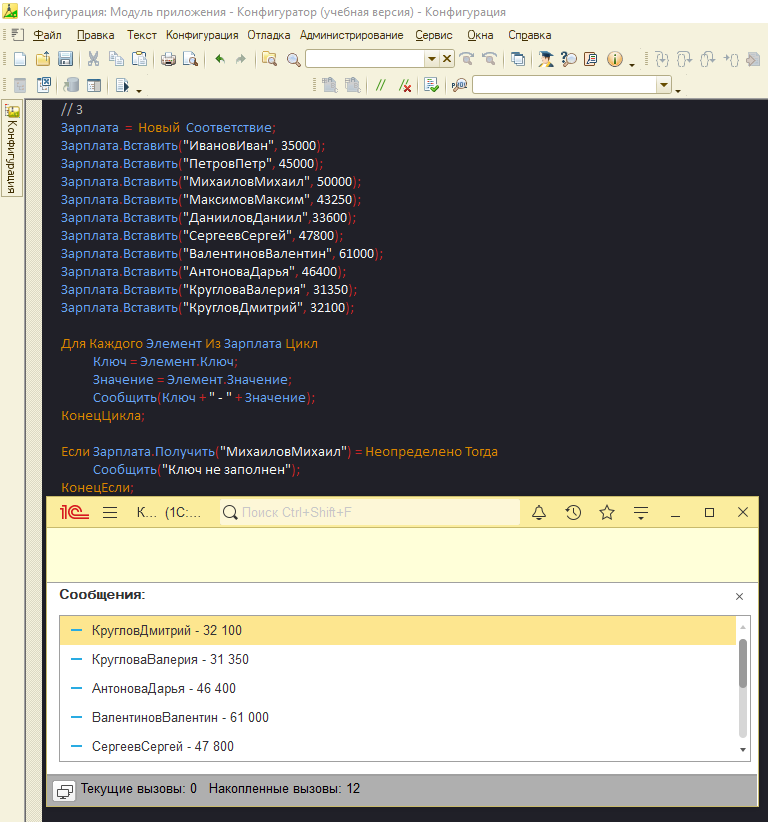 Конфигурация: Модуль приложения - Конфигуратор (учебная версия) - Конфигурация
Файл Правка Текст Конфигурация Отладка Администрирование Сервис Окна Справка
Конфигурация
// 3
Зарплата = Новый Соответствие;
Зарплата.Вставить("ИвановИван", 35000);
Зарплата.Вставить("ПетровПетр", 45000);
Зарплата.Вставить("МихаиловМихаил", 50000);
Зарплата.Вставить("МаксимовМаксим", 43250);
Зарплата.Вставить("ДанииловДаниил",33600);
Зарплата.Вставить("СергеевСергей", 47800);
Зарплата.Вставить("ВалентиновВалентин", 61000);
Зарплата.Вставить("АнтоноваДарья", 46400);
Зарплата.Вставить("КругловаВалерия", 31350);
Зарплата.Вставить("КругловДмитрий", 32100);
Для Каждого Элемент Из Зарплата Цикл
Ключ = Элемент.Ключ;
Значение = Элемент.Значение;
Сообщить(Ключ + " - " + Значение);
КонецЦикла;
Если Зарплата.Получить("МихаиловМихаил") = Неопределено Тогда
Сообщить("Ключ не заполнен");
КонецЕсли;
1С К... (1С:... Поиск Ctrl+Shift+F
Сообщения:
КругловДмитрий - 32 100
КругловаВалерия - 31 350
АнтоноваДарья - 46 400
ВалентиновВалентин - 61 000
СергеевСергей - 47 800
Текущие вызовы: 0 Накопленные вызовы: 12